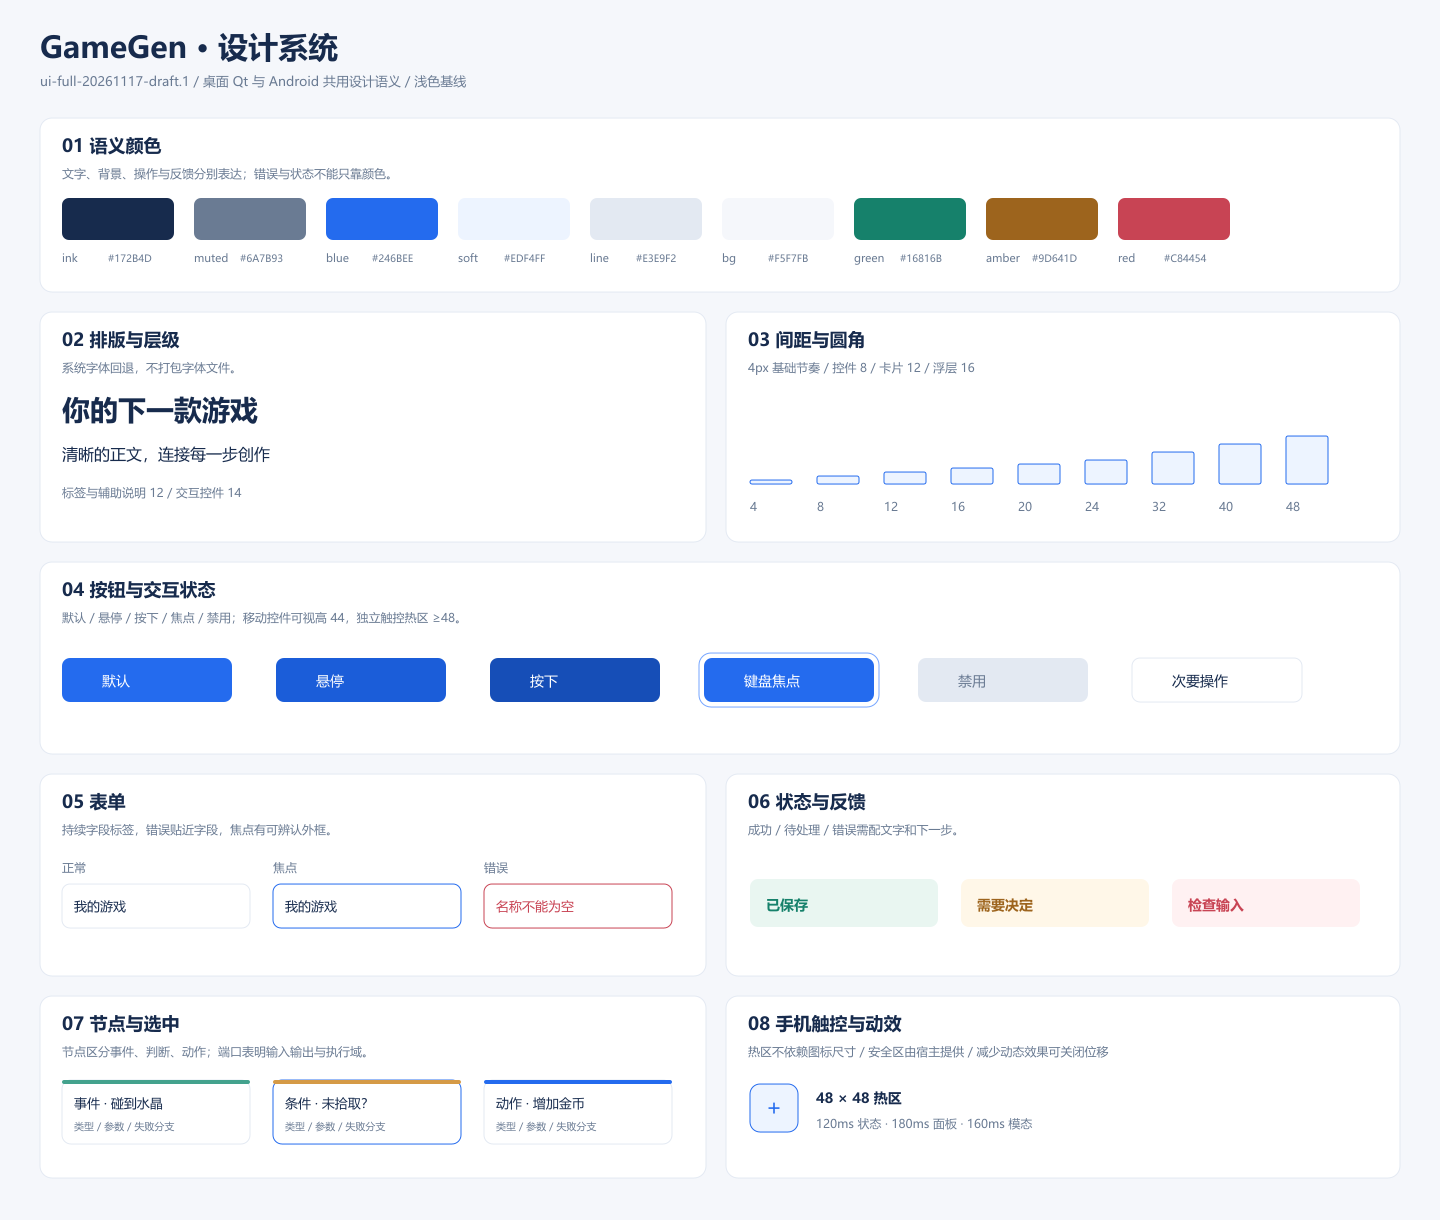 GameGen • 设计系统
ui-full-20261117-draft.1 / 桌面 Qt 与 Android 共用设计语义 / 浅色基线
01 语义颜色
文字、背景、操作与反馈分别表达；错误与状态不能只靠颜色。
ink #172B4D muted #6A7B93 blue #246BEE soft #EDF4FF line #E3E9F2 bg #F5F7FB green #16816B amber #9D641D red #C84454
02 排版与层级
系统字体回退，不打包字体文件。
你的下一款游戏
清晰的正文，连接每一步创作
标签与辅助说明 12 / 交互控件 14
03 间距与圆角
4px 基础节奏 / 控件 8 / 卡片 12 / 浮层 16
4 8 12 16 20 24 32 40 48
04 按钮与交互状态
默认 / 悬停 / 按下 / 焦点 / 禁用；移动控件可视高 44，独立触控热区 ≥48。
默认 悬停 按下 键盘焦点 禁用 次要操作
05 表单
持续字段标签，错误贴近字段，焦点有可辨认外框。
正常 焦点 错误
我的游戏 我的游戏 名称不能为空
06 状态与反馈
成功 / 待处理 / 错误需配文字和下一步。
已保存 需要决定 检查输入
07 节点与选中
节点区分事件、判断、动作；端口表明输入输出与执行域。
事件 · 碰到水晶 条件 · 未拾取? 动作 · 增加金币
类型 / 参数 / 失败分支 类型 / 参数 / 失败分支 类型 / 参数 / 失败分支
08 手机触控与动效
热区不依赖图标尺寸 / 安全区由宿主提供 / 减少动态效果可关闭位移
+
48 × 48 热区
120ms 状态 · 180ms 面板 · 160ms 模态